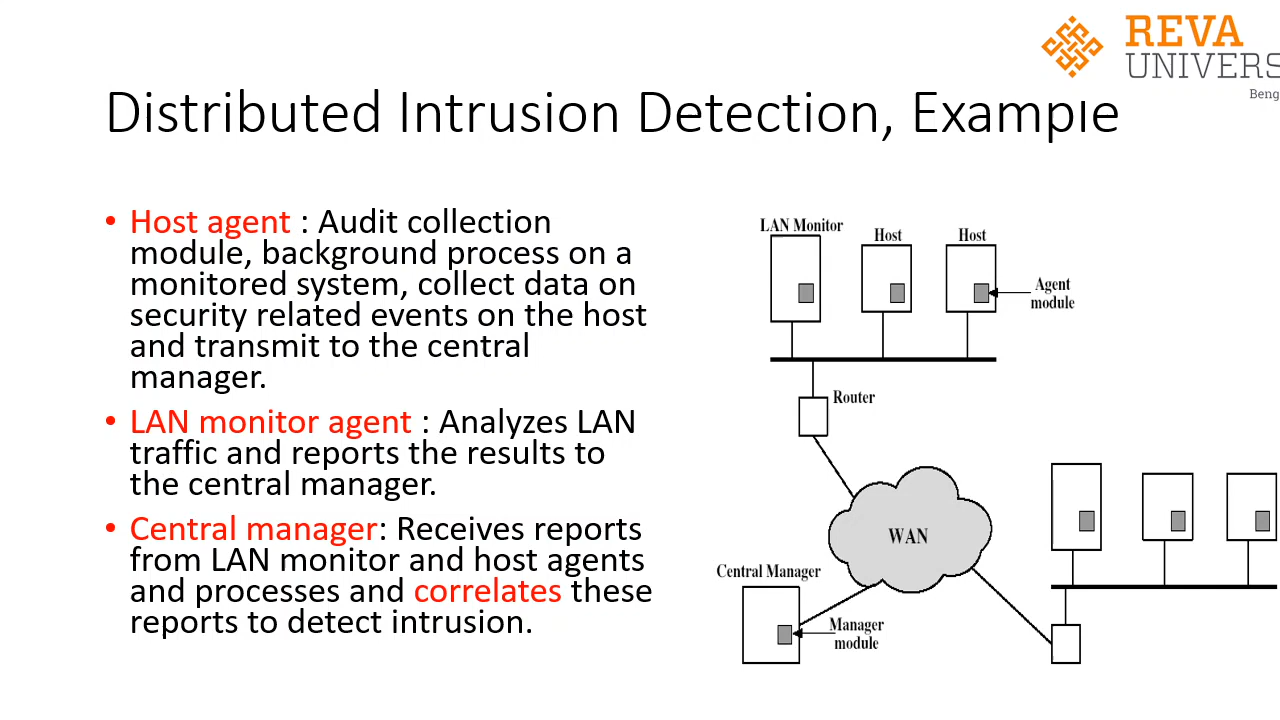 REVA
UNIVERS
Beng
Distributed Intrusion Detection, Example
• Host agent : Audit collection
module, background process on a
monitored system, collect data on
security related events on the host
and transmit to the central
manager.
• LAN monitor agent : Analyzes LAN
traffic and reports the results to
the central manager.
• Central manager: Receives reports
from LAN monitor and host agents
and processes and correlates these
reports to detect intrusion.
LAN Monitor
Host
Host
Agent
module
Router
WAN
Central Manager
Manager
module